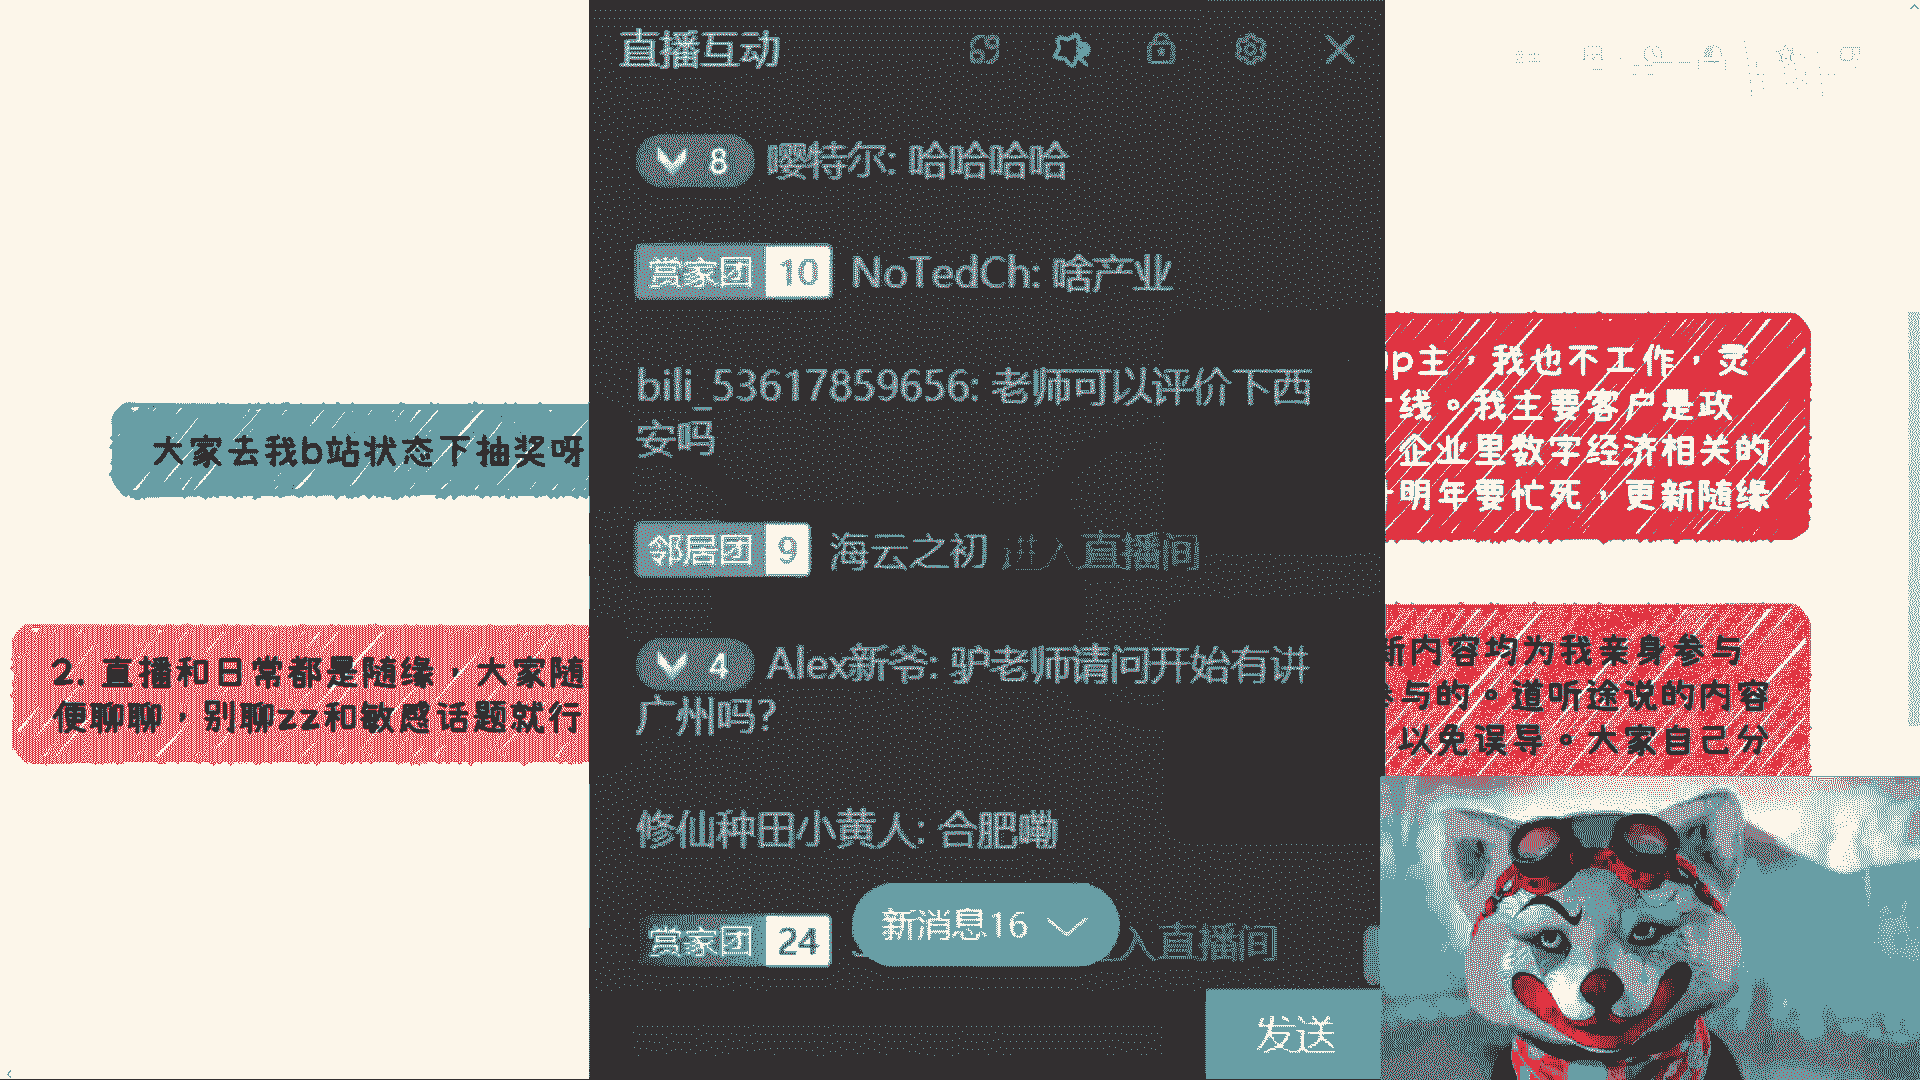 直播互动
8 嘤特尔: 哈哈哈哈
赏家团 10 NoTedCh: 啥产业
bili_53617859656: 老师可以评价下西
安吗
邻居团 9 海云之初 进入直播间
4 Alex新爷: 驴老师请问开始有讲
广州吗?
修仙种田小黄人: 合肥嘞
赏家团 24
新消息16
入直播间
发送
大家去我b站状态下抽奖呀
2. 直播和日常都是随缘，大家随
便聊聊，别聊zz和敏感话题就行
p主，我也不工作，灵
线。我主要客户是政
企业里数字经济相关的
明年要忙死，更新随缘
新内容均为我亲身参与
参与的。道听途说的内容
以免误导。大家自己分